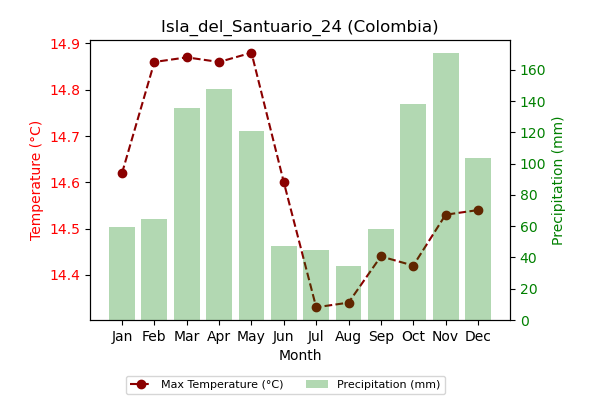 Isla_del_Santuario_24 (Colombia)
Temperature (°C)
14.9
14.8
14.7
14.6
14.5
14.4
160
140
120
100
80
60
40
20
0
Precipitation (mm)
Jan Feb Mar Apr May Jun Jul Aug Sep Oct Nov Dec
Month
Max Temperature (°C) Precipitation (mm)